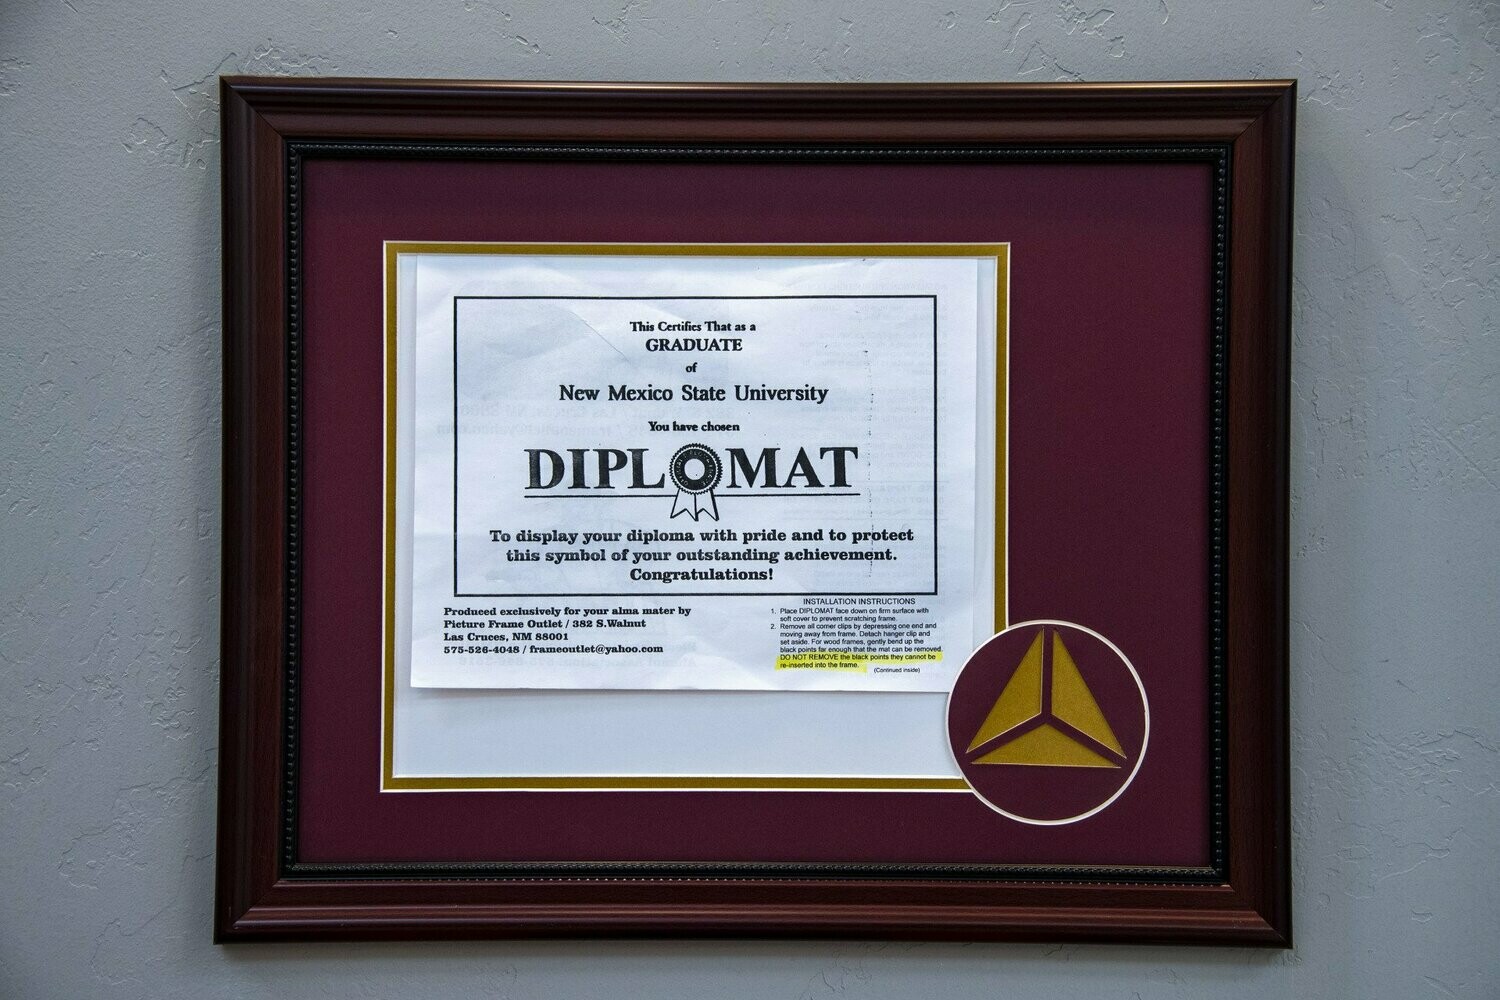 This Certifies That as a
GRADUATE
of
New Mexico State University
You have chosen
DIPLOMAT
To display your diploma with pride and to protect
this symbol of your outstanding achievement.
Congratulations!
Produced exclusively for your alma mater by
Picture Frame Outlet / 382 S.Walnut
Las Cruces, NM 88001
575-526-4048 / frameoutlet@yahoo.com
INSTALLATION INSTRUCTIONS
1. Place DIPLOMAT face down on firm surface with
soft cover to prevent scratching frame.
2. Remove all corner clips by depressing one end and
moving away from frame. Detach hanger clip and
set aside. For wood frames, gently bend up the
black points far enough that the mat can be removed.
DO NOT REMOVE the black points they cannot be
re-inserted into the frame.
(Continued inside)